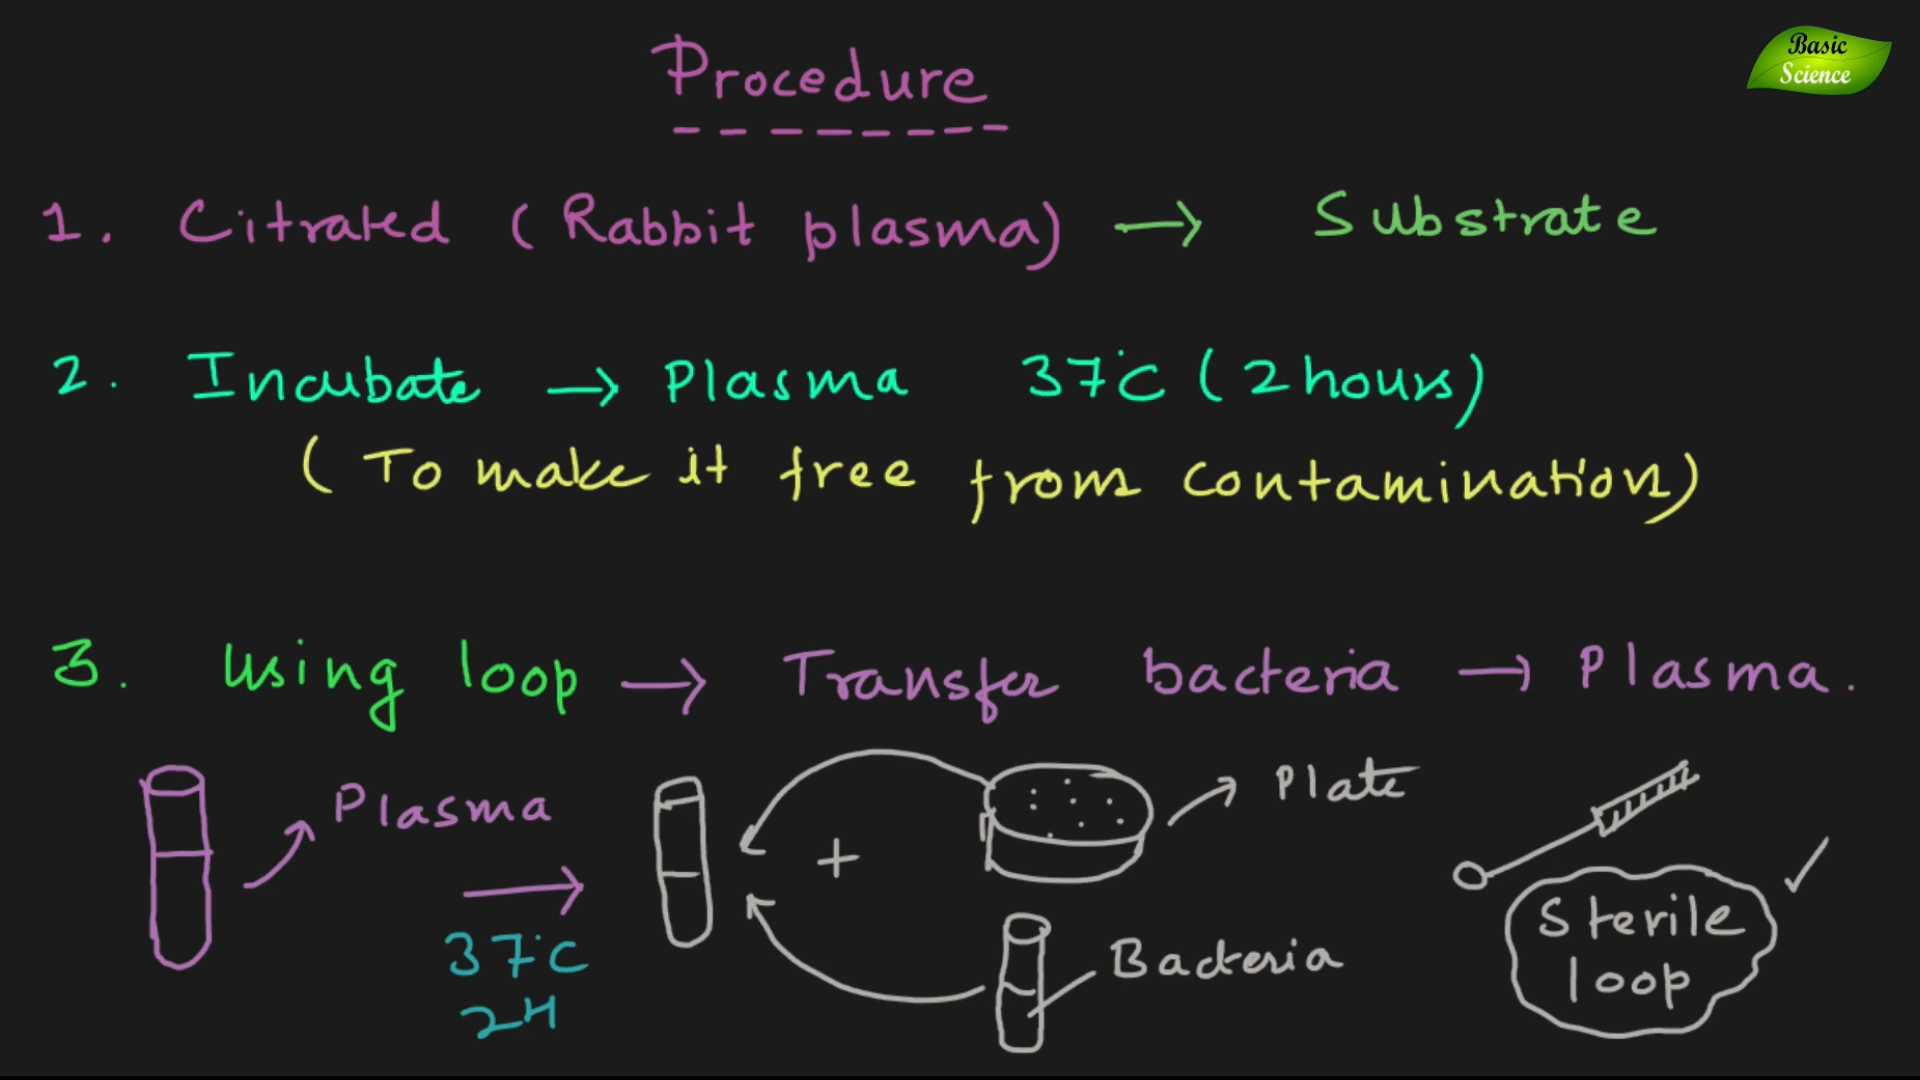 Procedure
Basic
Science
1. Citrated (Rabbit plasma) → Substrate
2. Incubate → Plasma 37°C (2 hours)
(To make it free from contamination)
3. Using loop → Transfer bacteria → Plasma.
Plasma
Plate
+
37°C
2H
Bacteria
Sterile
loop